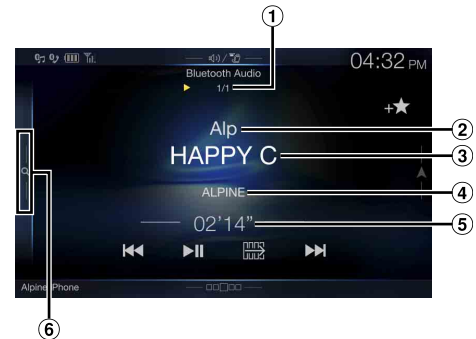 1
04:32 PM
Bluetooth Audio
1/1
Alp
2
HAPPY C
3
ALPINE
4
02'14"
5
Alpine Phone
6